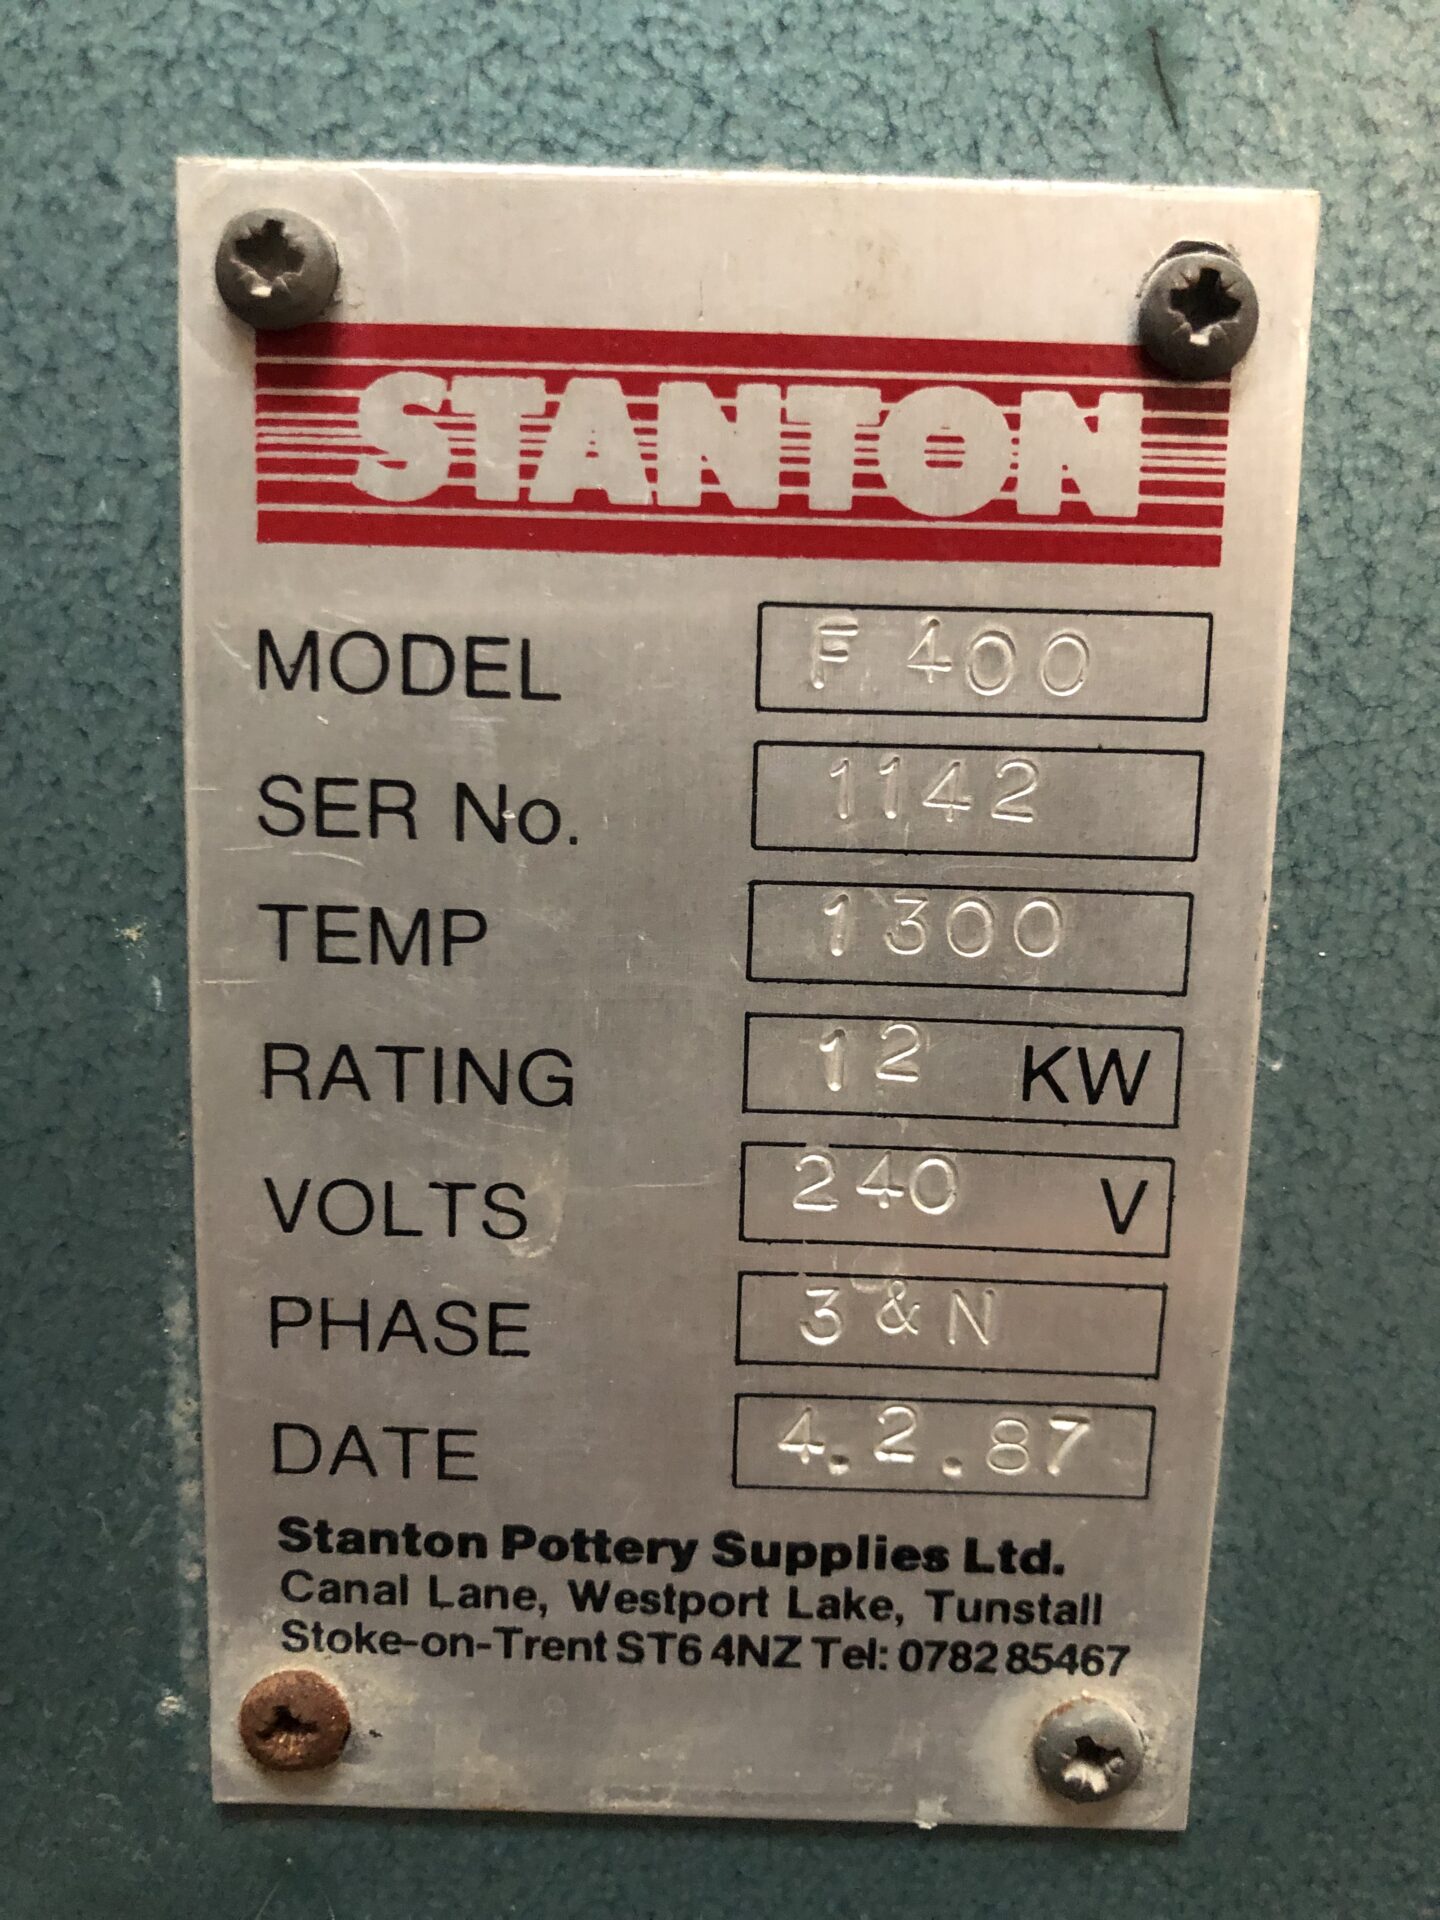 STANTON
MODEL F 400
SER No. 1142
TEMP 1300
RATING 12 KW
VOLTS 240 V
PHASE 3 & N
DATE 4.2.87
Stanton Pottery Supplies Ltd.
Canal Lane, Westport Lake, Tunstall
Stoke-on-Trent ST6 4NZ Tel: 0782 85467